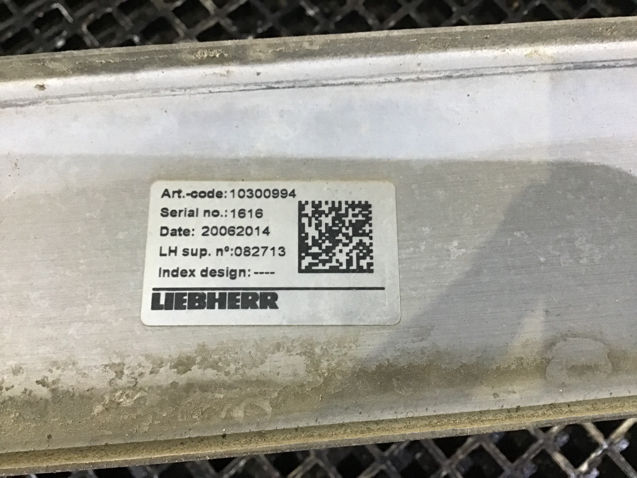 Art.-code:10300994
Serial no.:1616
Date: 20062014
LH sup. n°:082713
Index design:----
LIEBHERR